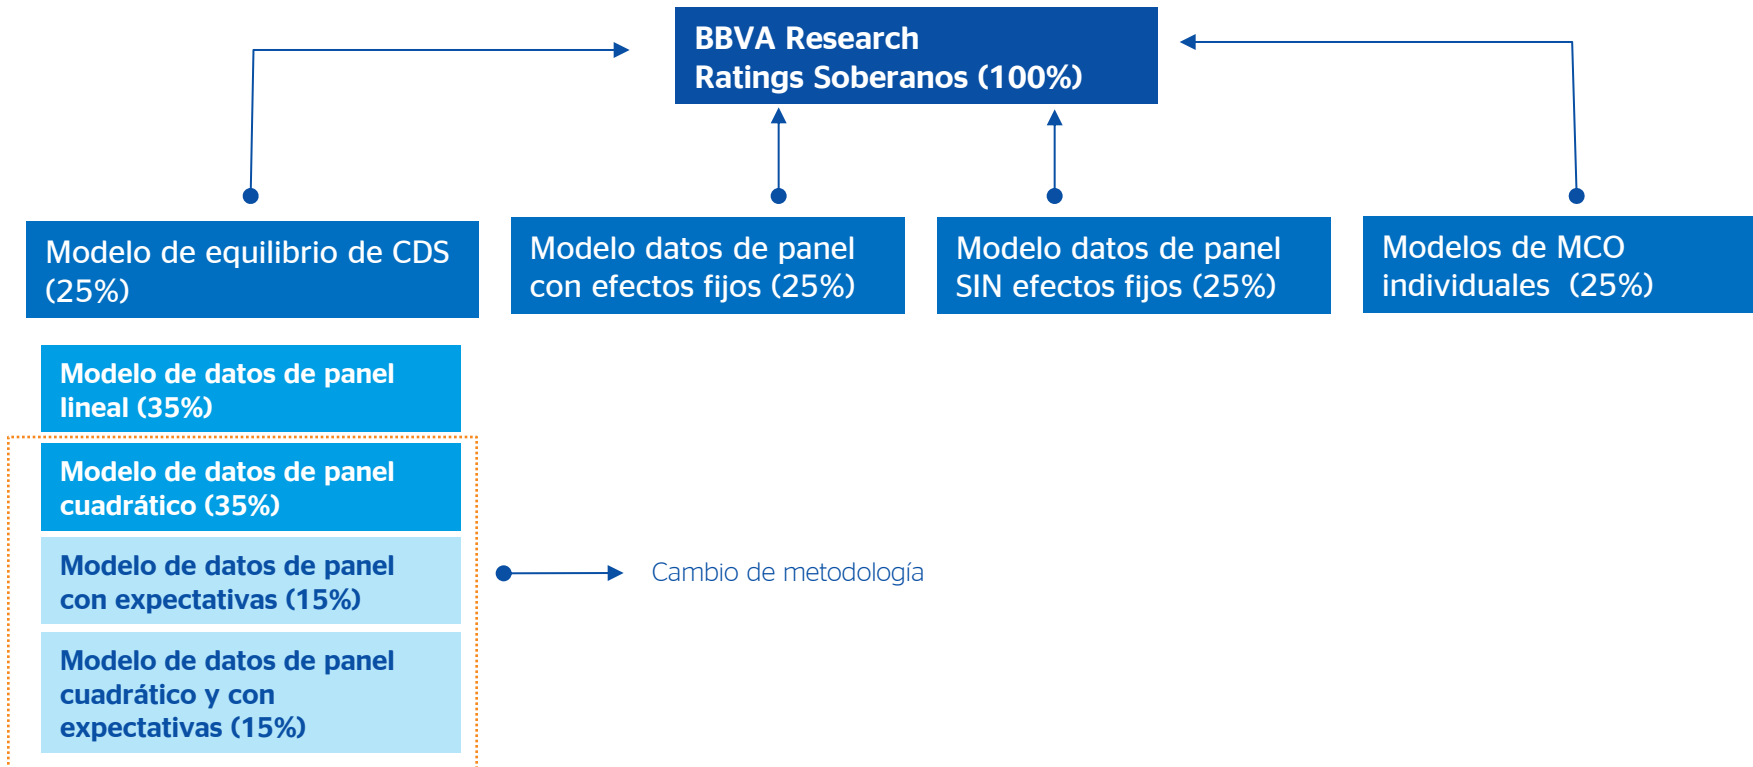 BBVA Research
Ratings Soberanos (100%)
Modelo de equilibrio de CDS
(25%)
Modelo datos de panel
con efectos fijos (25%)
Modelo datos de panel
SIN efectos fijos (25%)
Modelos de MCO
individuales (25%)
Modelo de datos de panel
lineal (35%)
Modelo de datos de panel
cuadrático (35%)
Modelo de datos de panel
con expectativas (15%)
Cambio de metodología
Modelo de datos de panel
cuadrático y con
expectativas (15%)